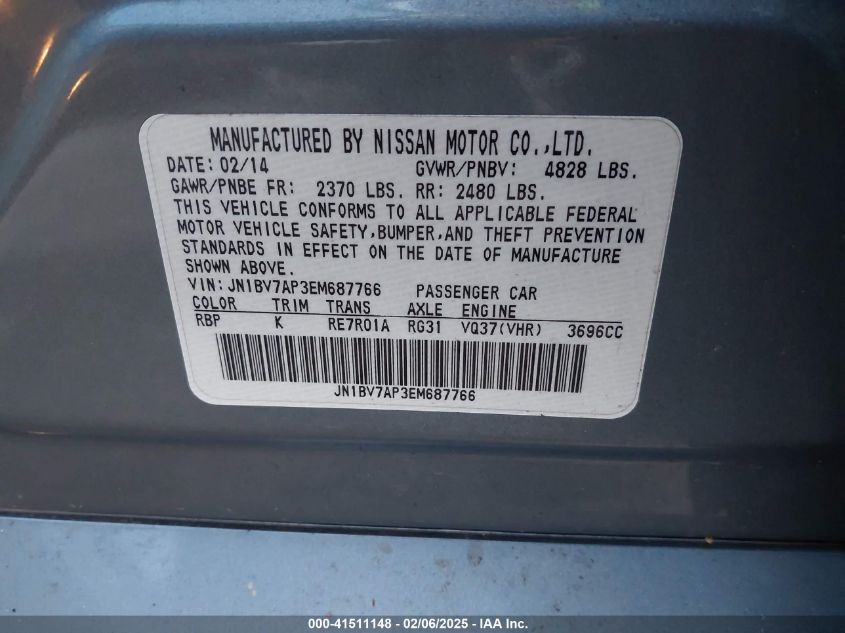 MANUFACTURED BY NISSAN MOTOR CO.,LTD.
DATE: 02/14 GVWR/PNBV: 4828 LBS.
GAWR/PNBE FR: 2370 LBS. RR: 2480 LBS.
THIS VEHICLE CONFORMS TO ALL APPLICABLE FEDERAL
MOTOR VEHICLE SAFETY,BUMPER,AND THEFT PREVENTION
STANDARDS IN EFFECT ON THE DATE OF MANUFACTURE
SHOWN ABOVE.
VIN: JN1BV7AP3EM687766 PASSENGER CAR
COLOR TRIM TRANS AXLE ENGINE
RBP K RE7R01A RG31 VQ37(VHR) 3696CC
JN1BV7AP3EM687766
000-41511148 - 02/06/2025 - IAA Inc.